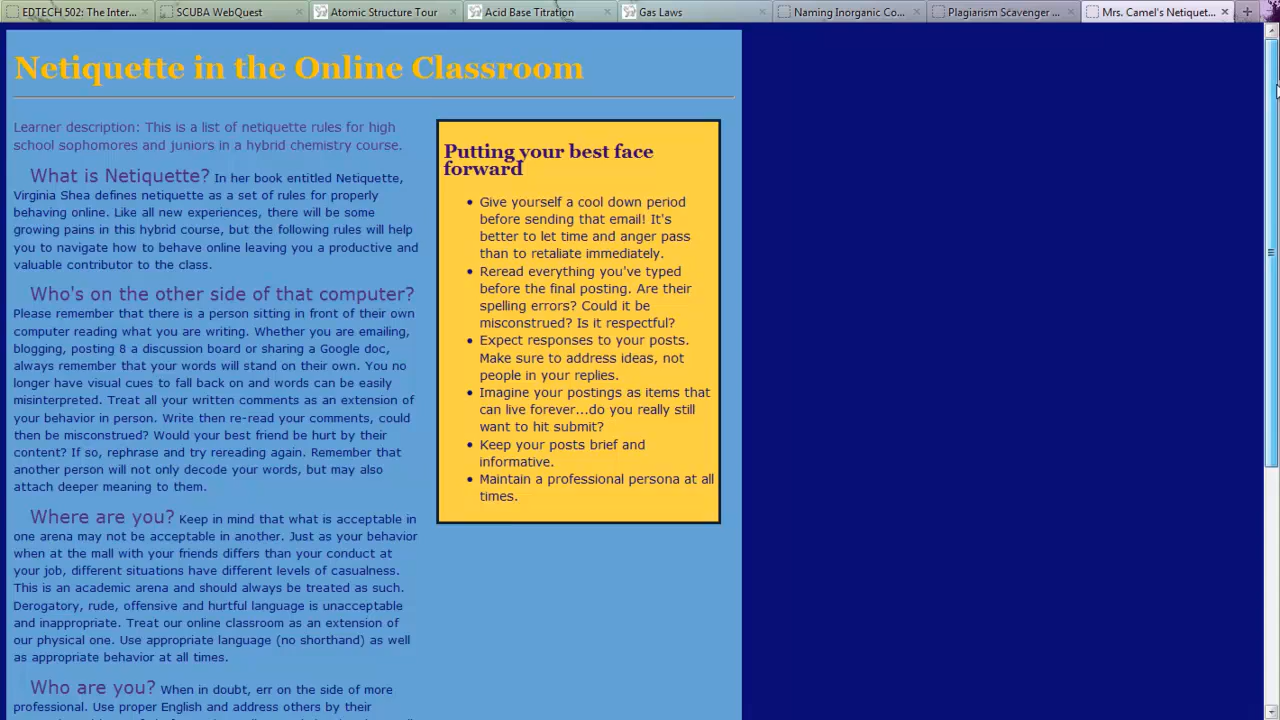 EDTECH 502: The Inter...
SCUBA WebQuest
Atomic Structure Tour
Acid Base Titration
Gas Laws
Naming Inorganic Co...
Plagiarism Scavenger ...
Mrs. Camel's Netiquet...
Netiquette in the Online Classroom
Learner description: This is a list of netiquette rules for high
school sophomores and juniors in a hybrid chemistry course.
What is Netiquette? In her book entitled Netiquette,
Virginia Shea defines netiquette as a set of rules for properly
behaving online. Like all new experiences, there will be some
growing pains in this hybrid course, but the following rules will help
you to navigate how to behave online leaving you a productive and
valuable contributor to the class.
Who's on the other side of that computer?
Please remember that there is a person sitting in front of their own
computer reading what you are writing. Whether you are emailing,
blogging, posting 8 a discussion board or sharing a Google doc,
always remember that your words will stand on their own. You no
longer have visual cues to fall back on and words can be easily
misinterpreted. Treat all your written comments as an extension of
your behavior in person. Write then re-read your comments, could
then be misconstrued? Would your best friend be hurt by their
content? If so, rephrase and try rereading again. Remember that
another person will not only decode your words, but may also
attach deeper meaning to them.
Where are you? Keep in mind that what is acceptable in
one arena may not be acceptable in another. Just as your behavior
when at the mall with your friends differs than your conduct at
your job, different situations have different levels of casualness.
This is an academic arena and should always be treated as such.
Derogatory, rude, offensive and hurtful language is unacceptable
and inappropriate. Treat our online classroom as an extension of
our physical one. Use appropriate language (no shorthand) as well
as appropriate behavior at all times.
Who are you? When in doubt, err on the side of more
professional. Use proper English and address others by their
Putting your best face
forward
• Give yourself a cool down period
before sending that email! It's
better to let time and anger pass
than to retaliate immediately.
• Reread everything you've typed
before the final posting. Are their
spelling errors? Could it be
misconstrued? Is it respectful?
• Expect responses to your posts.
Make sure to address ideas, not
people in your replies.
• Imagine your postings as items that
can live forever...do you really still
want to hit submit?
• Keep your posts brief and
informative.
• Maintain a professional persona at all
times.